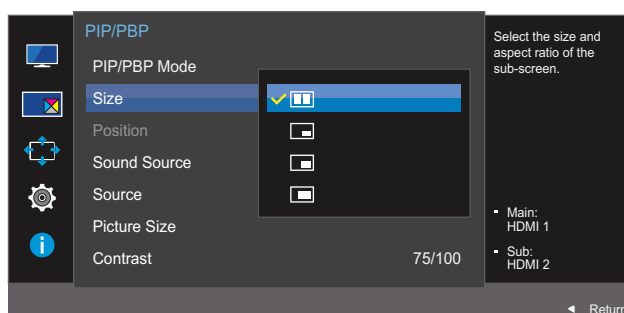 PIP/PBP
PIP/PBP Mode
Size
Position
Sound Source
Source
Picture Size
Contrast 75/100
Select the size and
aspect ratio of the
sub-screen.
Main:
HDMI 1
Sub:
HDMI 2
Return